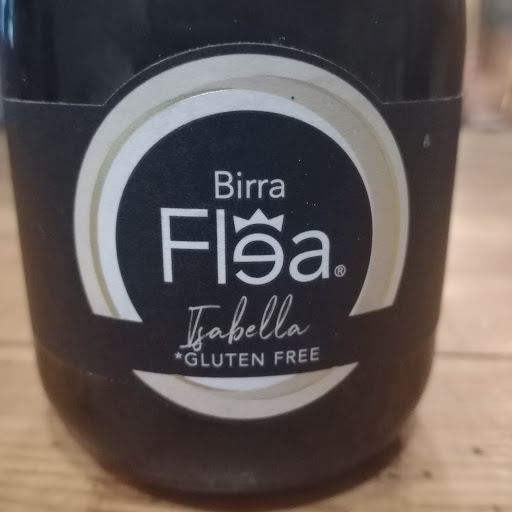 Birra
Flea®
Isabella
*GLUTEN FREE